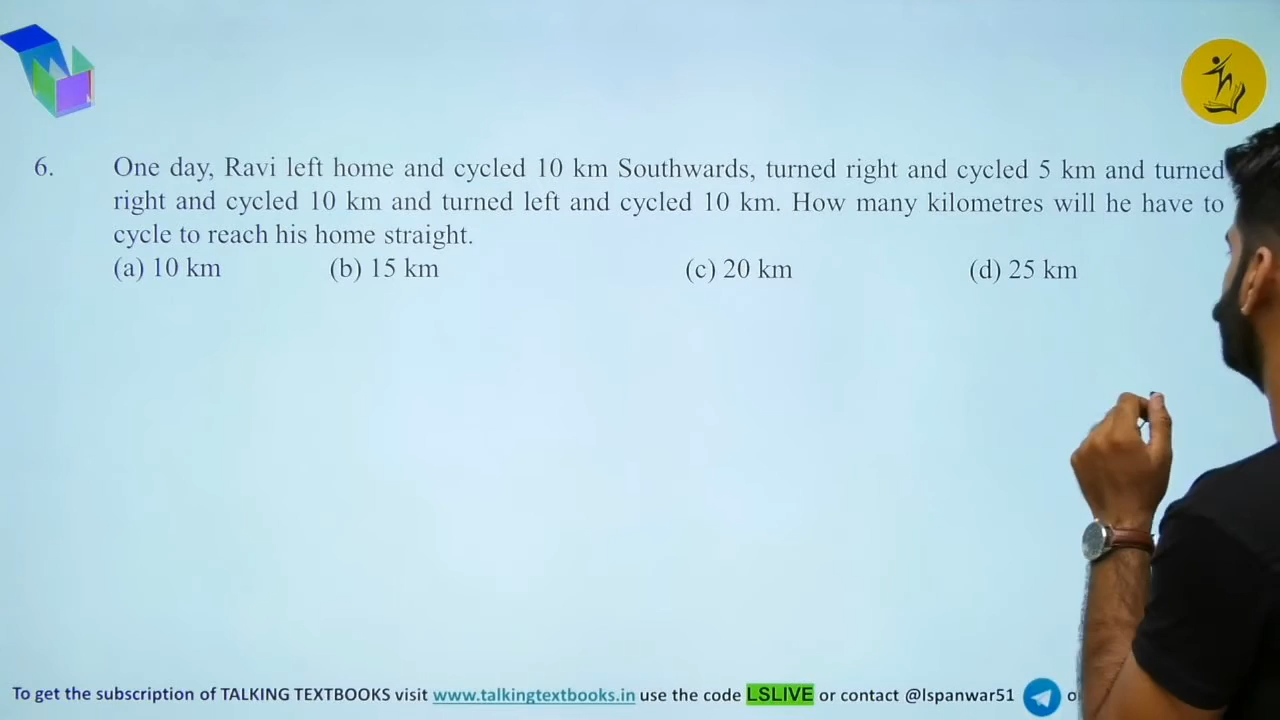 6. One day, Ravi left home and cycled 10 km Southwards, turned right and cycled 5 km and turned
right and cycled 10 km and turned left and cycled 10 km. How many kilometres will he have to
cycle to reach his home straight.
(a) 10 km (b) 15 km (c) 20 km (d) 25 km
To get the subscription of TALKING TEXTBOOKS visit www.talkingtextbooks.in use the code LSLIVE or contact @lspanwar51